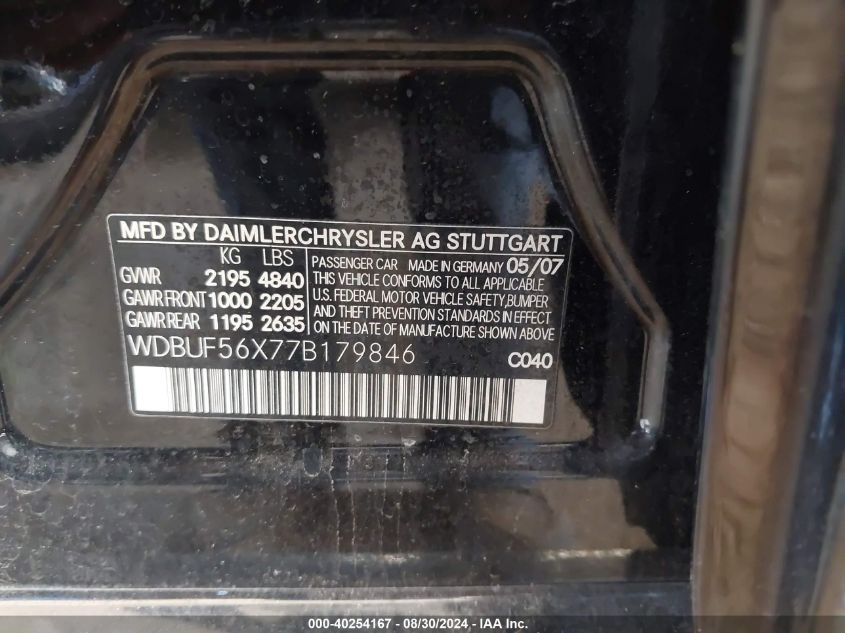 MFD BY DAIMLERCHRYSLER AG STUTTGART
KG LBS
GVWR 2195 4840
GAWR FRONT 1000 2205
GAWR REAR 1195 2635
PASSENGER CAR MADE IN GERMANY 05/07
THIS VEHICLE CONFORMS TO ALL APPLICABLE
U.S. FEDERAL MOTOR VEHICLE SAFETY, BUMPER
AND THEFT PREVENTION STANDARDS IN EFFECT
ON THE DATE OF MANUFACTURE SHOWN ABOVE
WDBUF56X77B179846
C040
000-40254167 - 08/30/2024 - IAA Inc.